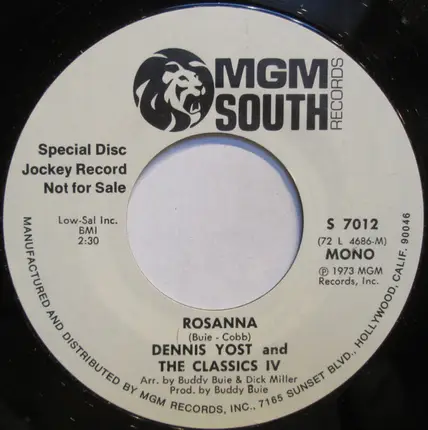 MGM
SOUTH
RECORDS
Special Disc
Jockey Record
Not for Sale
Low-Sal Inc.
BMI
2:30
S 7012
(72 L 4686-M)
MONO
℗ 1973 MGM
Records, Inc.
ROSANNA
(Buie - Cobb)
DENNIS YOST and
THE CLASSICS IV
Arr. by Buddy Buie & Dick Miller
Prod. by Buddy Buie
MANUFACTURED AND DISTRIBUTED BY MGM RECORDS, INC., 7165 SUNSET BLVD., HOLLYWOOD, CALIF. 90046